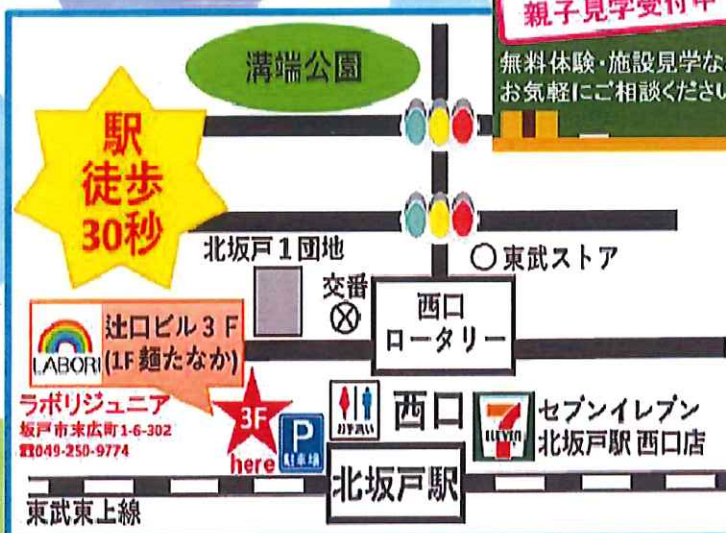 親子見学受付中
無料体験・施設見学な
お気軽にご相談ください
溝端公園
駅
徒歩
30秒
北坂戸1団地
交番
東武ストア
西口
ロータリー
LABORI
辻口ビル3F
(1F 麺たなか)
ラボリジュニア
坂戸市末広町1-6-302
☎049-250-9774
3F
here
P
駐車場
お手洗い
西口
7
ELEVEN
セブンイレブン
北坂戸駅 西口店
北坂戸駅
東武東上線